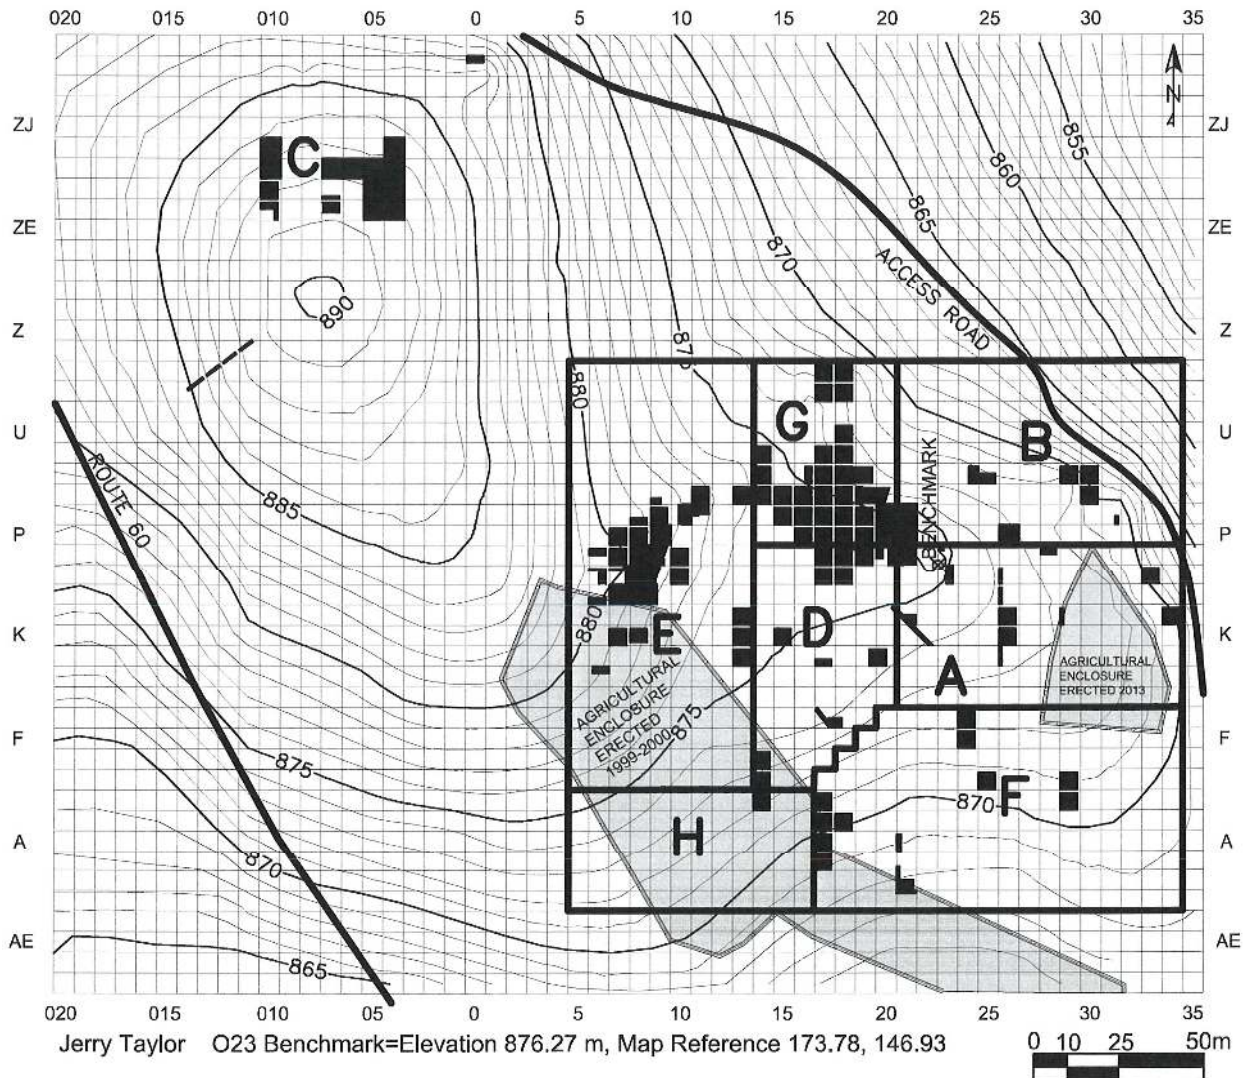 020 015 010 05 0 5 10 15 20 25 30 35
N
ZJ ZJ
C
855
860
865
ZE ZE
870
ACCESS ROAD
890
Z Z
875
880
U U
G
B
BENCHMARK
ROUTE 60
885
P P
K K
880
E
D
A
AGRICULTURAL
ENCLOSURE
ERECTED 2013
AGRICULTURAL
ENCLOSURE
ERECTED
1999-2000
875
F F
875
F
870
H
A A
870
AE AE
865
020 015 010 05 0 5 10 15 20 25 30 35
Jerry Taylor O23 Benchmark=Elevation 876.27 m, Map Reference 173.78, 146.93
0 10 25 50m